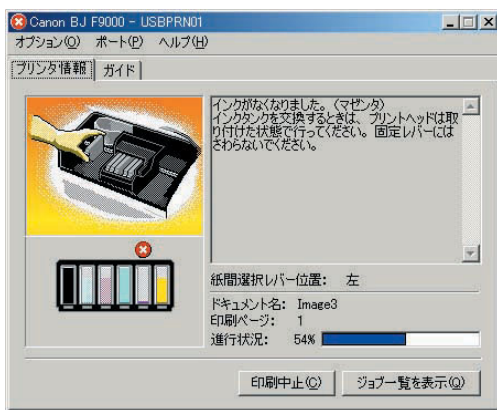 Canon BJ F9000 - USBPRN01
オプション(O) ポート(P) ヘルプ(H)
プリンタ情報 ガイド
インクがなくなりました。(マゼンタ)
インクタンクを交換するときは、プリントヘッドは取
り付けた状態で行ってください。固定レバーには
さわらないでください。
紙間選択レバー位置: 左
ドキュメント名: Image3
印刷ページ: 1
進行状況: 54%
印刷中止(C) ジョブ一覧を表示(Q)